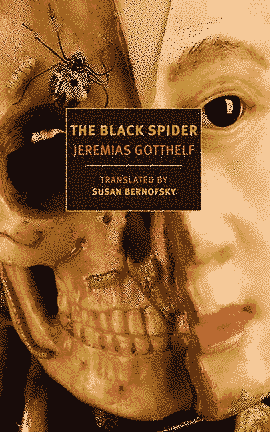 THE BLACK SPIDER
JEREMIAS GOTTHELF
TRANSLATED BY
SUSAN BERNOFSKY